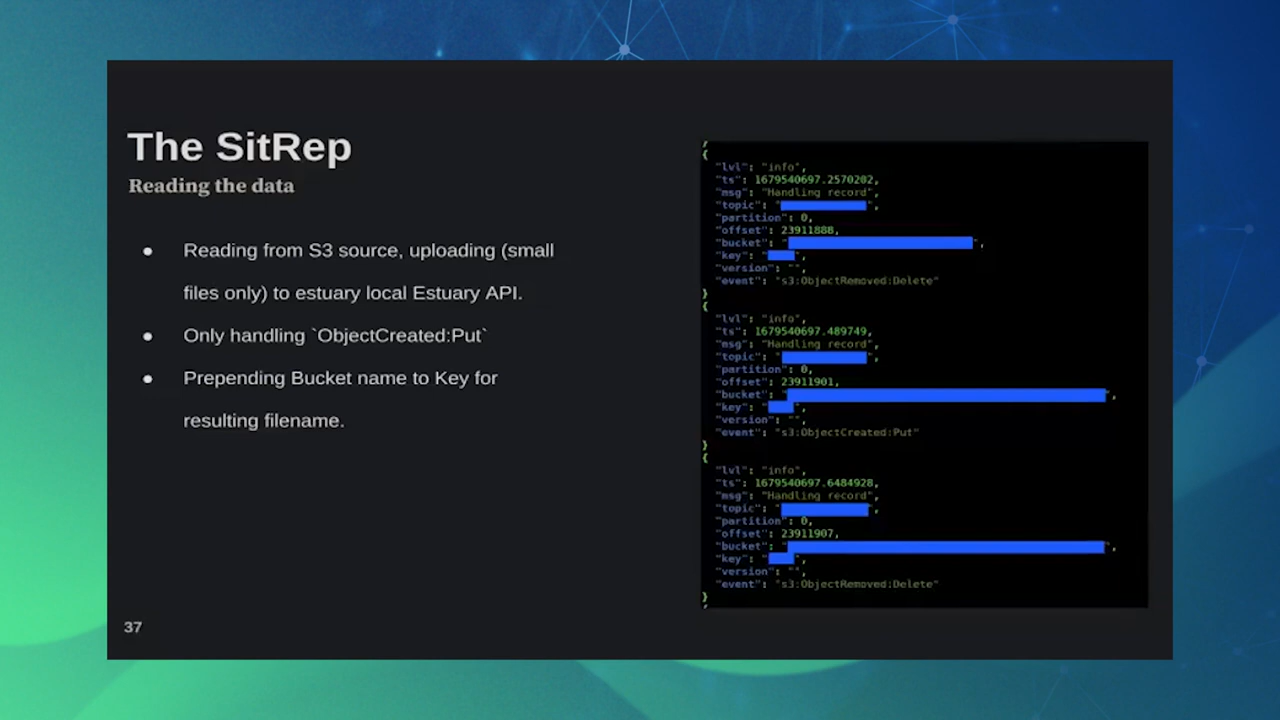 The SitRep
Reading the data
● Reading from S3 source, uploading (small
files only) to estuary local Estuary API.
● Only handling `ObjectCreated:Put`
● Prepending Bucket name to Key for
resulting filename.
37
}
{
"lvl": "info",
"ts": 1679540697.2570202,
"msg": "Handling record",
"topic": " ",
"partition": 0,
"offset": 23911888,
"bucket": " ",
"key": " ",
"version": "",
"event": "s3:ObjectRemoved:Delete"
}
{
"lvl": "info",
"ts": 1679540697.489749,
"msg": "Handling record",
"topic": " ",
"partition": 0,
"offset": 23911901,
"bucket": " ",
"key": " ",
"version": "",
"event": "s3:ObjectCreated:Put"
}
{
"lvl": "info",
"ts": 1679540697.6484928,
"msg": "Handling record",
"topic": " ",
"partition": 0,
"offset": 23911907,
"bucket": " ",
"key": " ",
"version": "",
"event": "s3:ObjectRemoved:Delete"
}